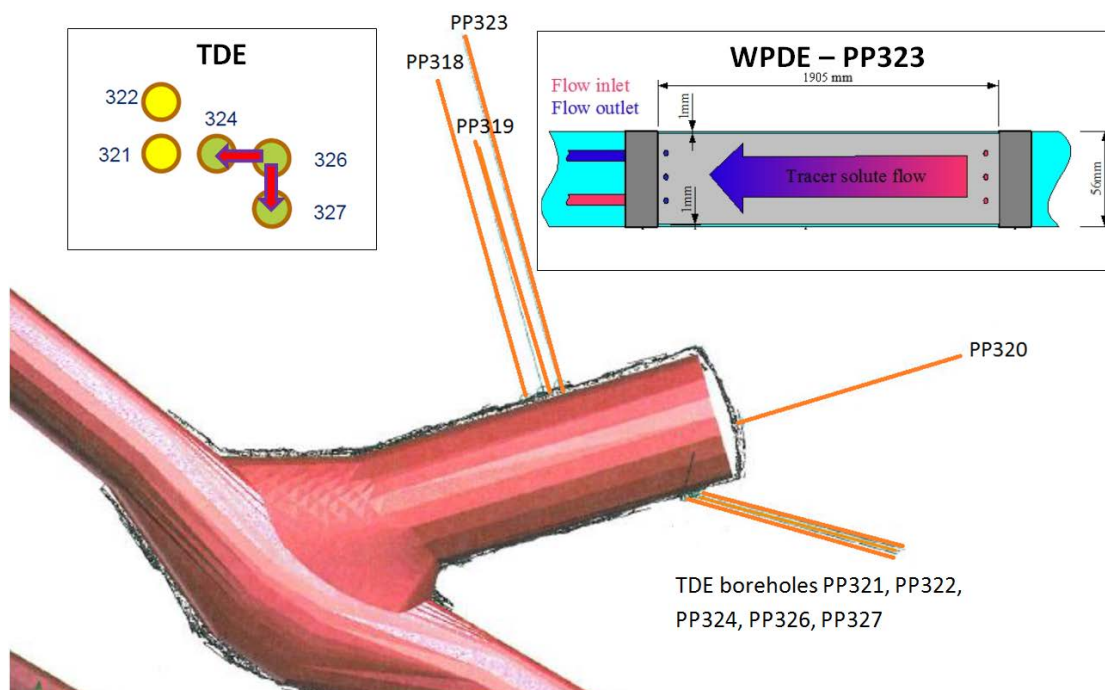 TDE
322
324
321
326
327
PP323
PP318
PP319
WPDE – PP323
1905 mm
Flow inlet
Flow outlet
1mm
Tracer solute flow
56mm
1mm
PP320
TDE boreholes PP321, PP322,
PP324, PP326, PP327